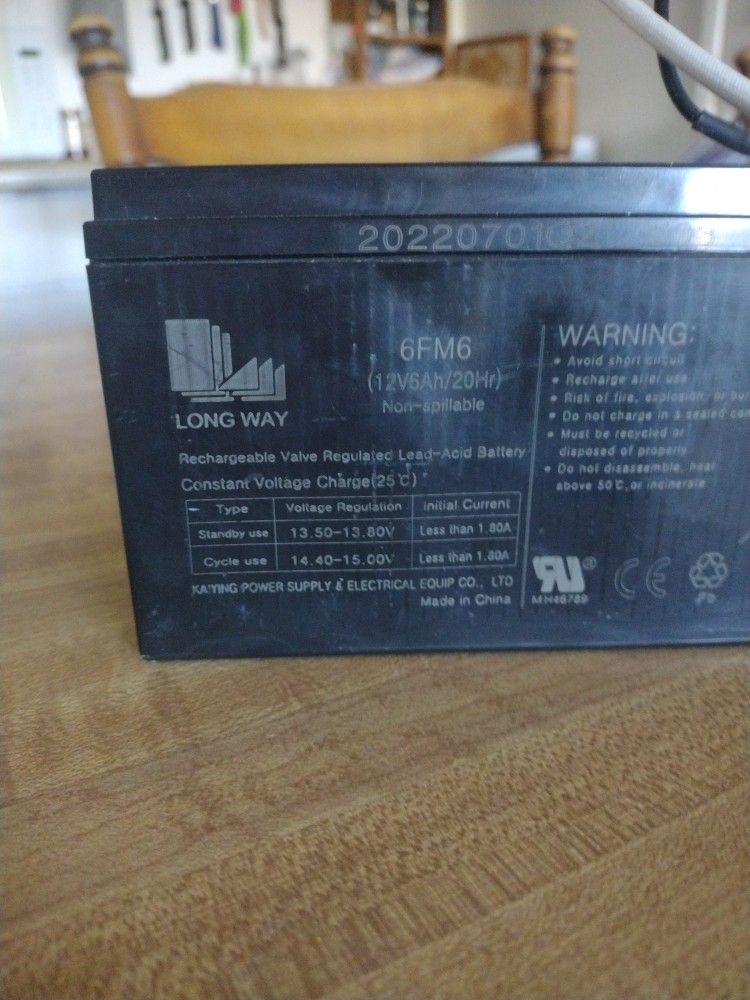 20220701
LONG WAY
6FM6
(12V6Ah/20Hr)
Non-spillable
Rechargeable Valve Regulated Lead-Acid Battery
Constant Voltage Charge(25℃)
Type Voltage Regulation Initial Current
Standby use 13.50-13.80V Less than 1.80A
Cycle use 14.40-15.00V Less than 1.80A
KAIYING POWER SUPPLY & ELECTRICAL EQUIP CO., LTD
Made in China
WARNING:
• Avoid short circuit
• Recharge after use
• Risk of fire, explosion, or
• Do not charge in a sealed
• Must be recycled or
disposed of properly
• Do not disassemble, heat
above 50℃, or incinerate
RU®
MH46789
CE
Pb